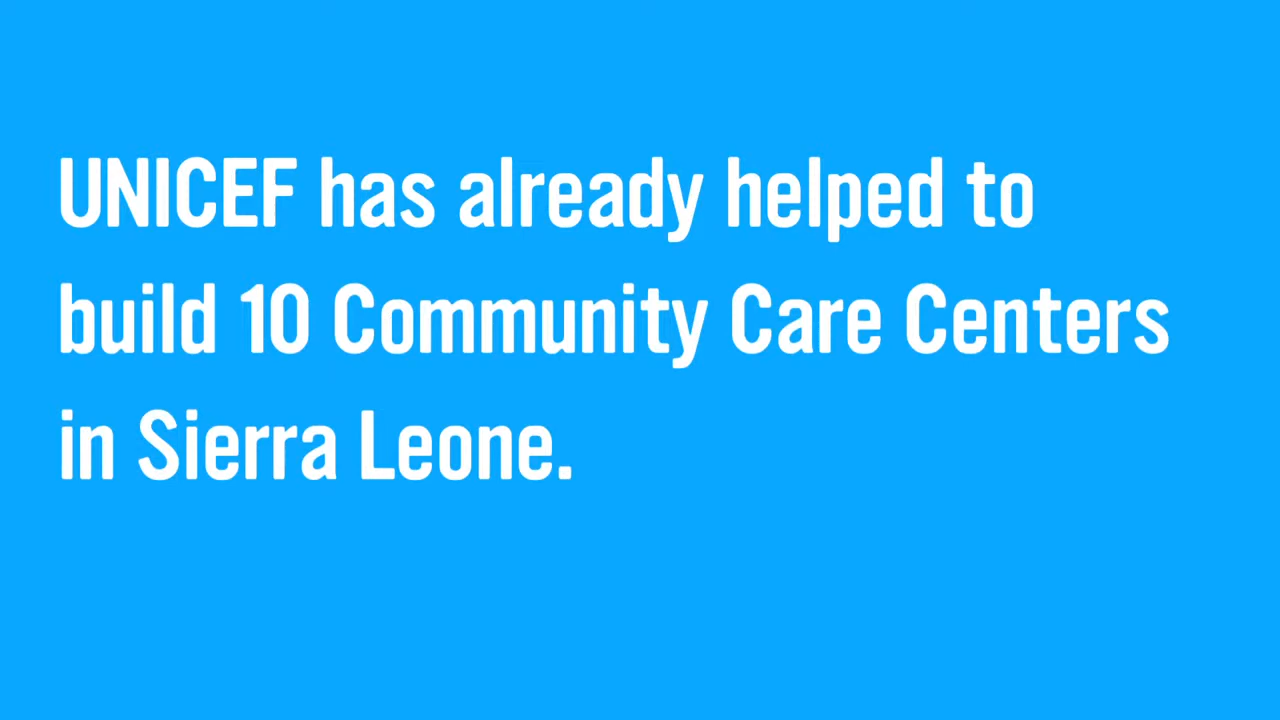 UNICEF has already helped to
build 10 Community Care Centers
in Sierra Leone.